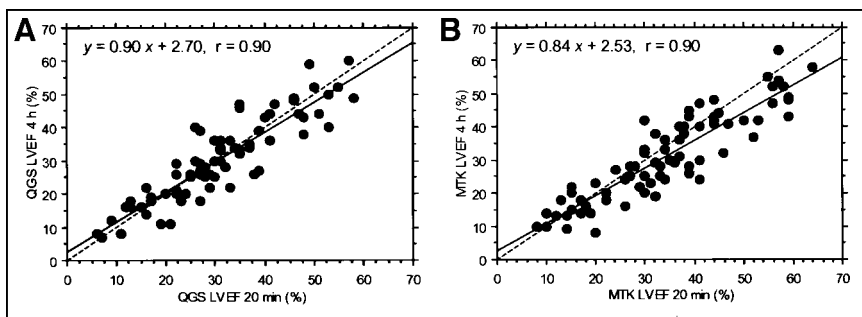 A
y = 0.90 x + 2.70, r = 0.90
QGS LVEF 4 h (%)
70
60
50
40
30
20
10
0
0 10 20 30 40 50 60 70
QGS LVEF 20 min (%)
B
y = 0.84 x + 2.53, r = 0.90
MTK LVEF 4 h (%)
70
60
50
40
30
20
10
0
0 10 20 30 40 50 60 70
MTK LVEF 20 min (%)